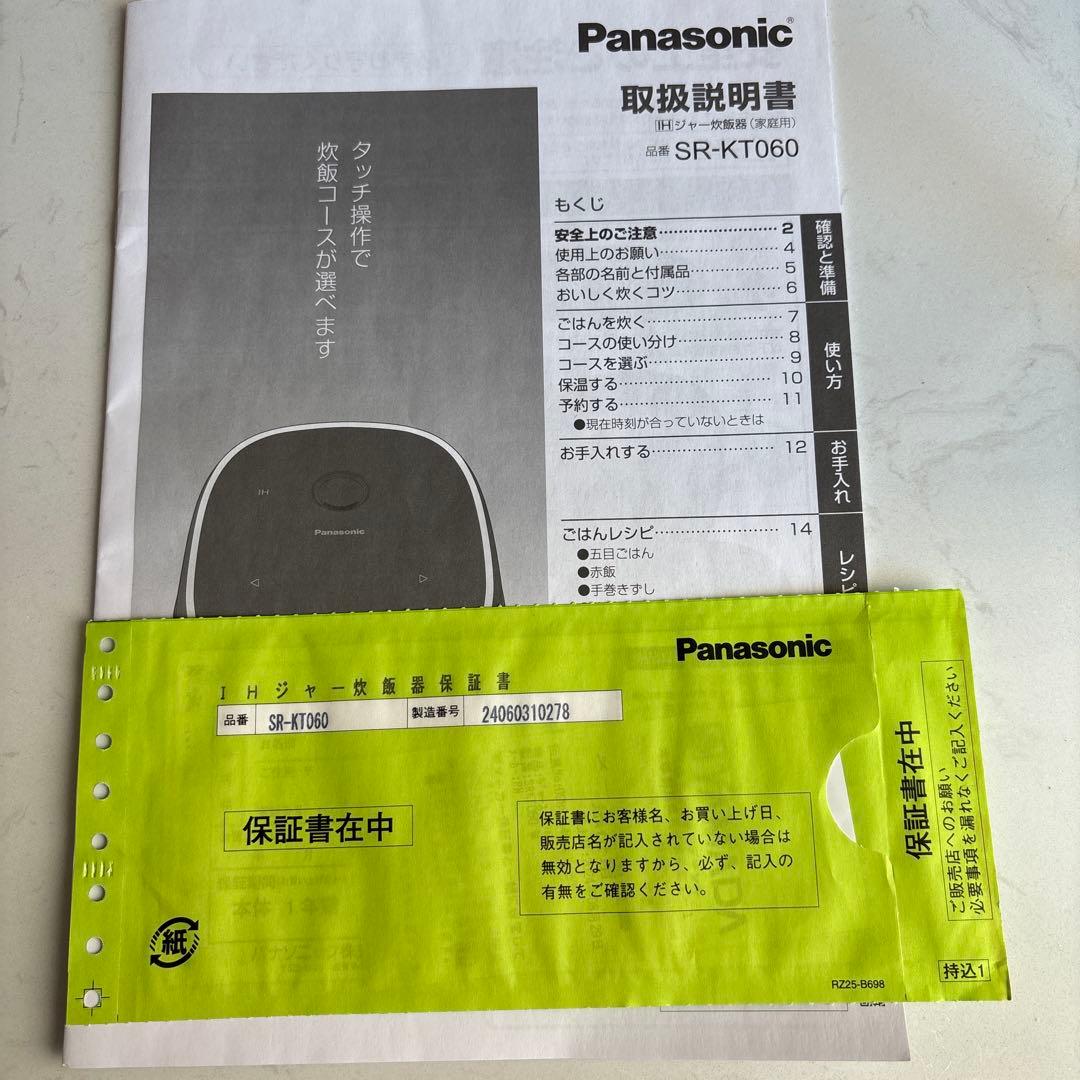 Panasonic®
取扱説明書
IHジャー炊飯器(家庭用)
品番 SR-KT060
タッチ操作で
炊飯コースが選べます
IH
Panasonic
もくじ
安全上のご注意 2
使用上のお願い 4
各部の名前と付属品 5
おいしく炊くコツ 6
確認と準備
ごはんを炊く 7
コースの使い分け 8
コースを選ぶ 9
保温する 10
予約する 11
●現在時刻が合っていないときは
使い方
お手入れする 12
お手入れ
ごはんレシピ 14
●五目ごはん
●赤飯
●手巻きずし
レシピ
Panasonic
IHジャー炊飯器保証書
品番 SR-KT060 製造番号 24060310278
保証書在中
保証書にお客様名、お買い上げ日、
販売店名が記入されていない場合は
無効となりますから、必ず、記入の
有無をご確認ください。
紙
RZ25-B698
保証書在中
ご販売店へのお願い
必要事項を漏れなくご記入ください
持込1